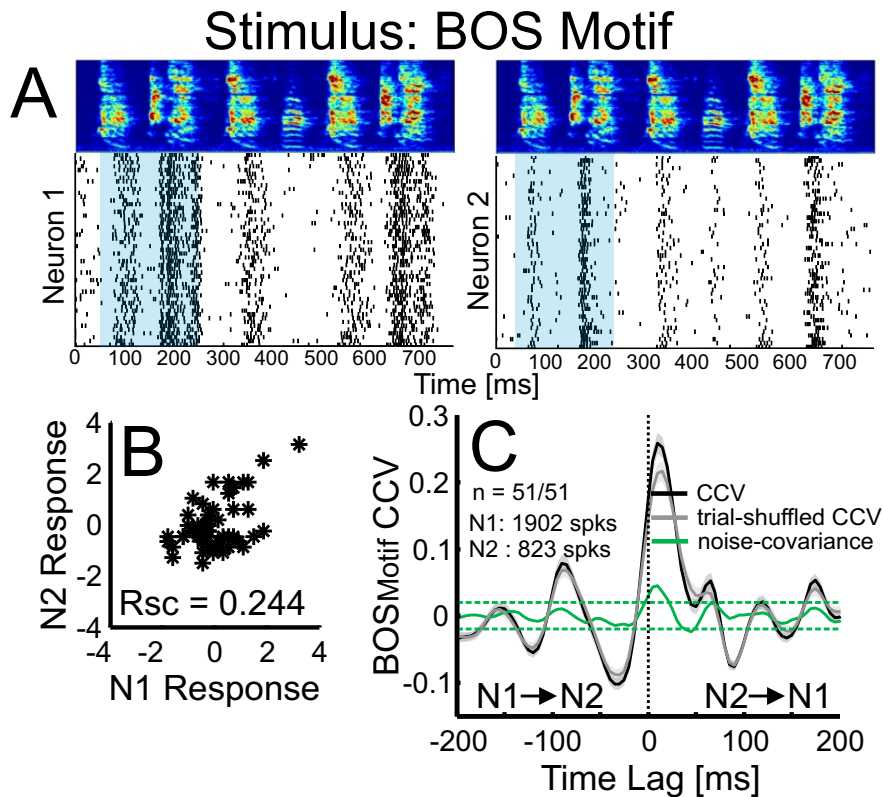 Stimulus: BOS Motif
A
Neuron 1
0 100 200 300 400 500 600 700
Neuron 2
0 100 200 300 400 500 600 700
Time [ms]
B
N2 Response
4
2
0
-2
-4
Rsc = 0.244
-4 -2 0 2 4
N1 Response
C
BOSMotif CCV
0.3
0.2
0.1
0
-0.1
n = 51/51
N1: 1902 spks
N2 : 823 spks
CCV
trial-shuffled CCV
noise-covariance
N1→N2
N2→N1
-200 -100 0 100 200
Time Lag [ms]